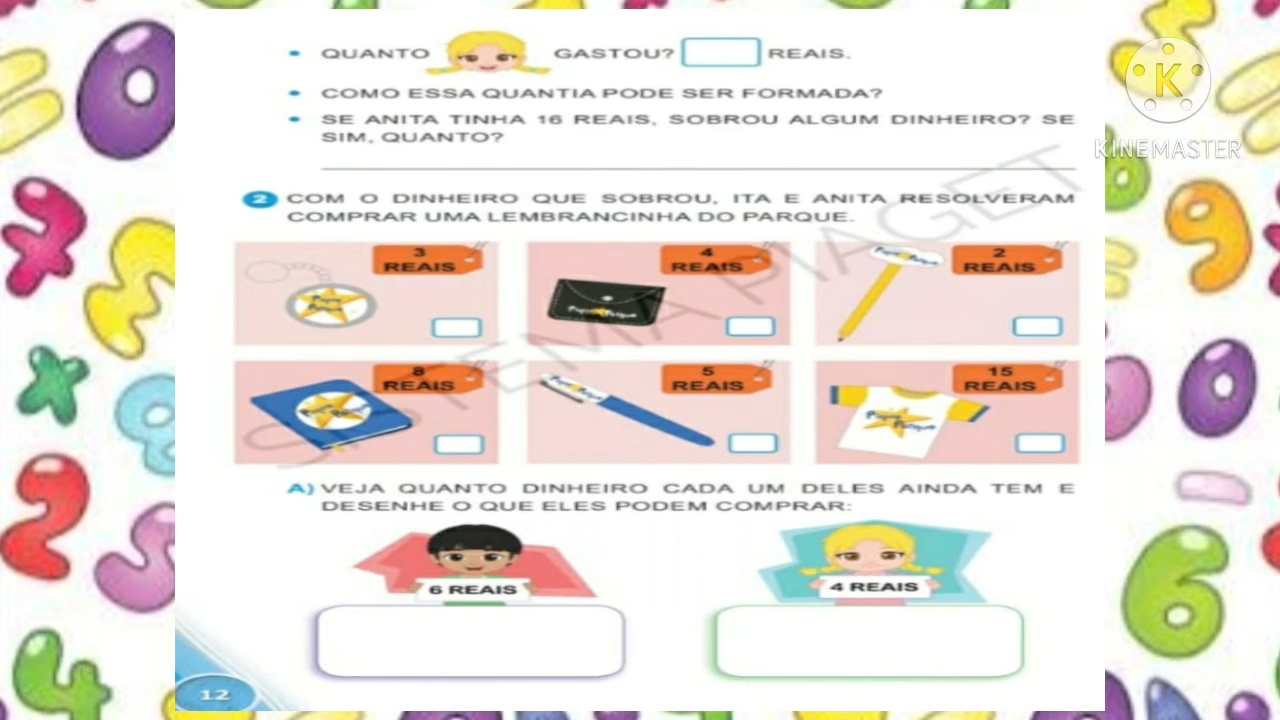 QUANTO GASTOU? REAIS.
KINEMASTER
COMO ESSA QUANTIA PODE SER FORMADA?
SE ANITA TINHA 16 REAIS, SOBROU ALGUM DINHEIRO? SE
SIM, QUANTO?
2 COM O DINHEIRO QUE SOBROU, ITA E ANITA RESOLVERAM
COMPRAR UMA LEMBRANCINHA DO PARQUE.
3 REAIS
4 REAIS
2 REAIS
8 REAIS
5 REAIS
15 REAIS
SISTEMA PIAGET
A) VEJA QUANTO DINHEIRO CADA UM DELES AINDA TEM E
DESENHE O QUE ELES PODEM COMPRAR:
6 REAIS
4 REAIS
12